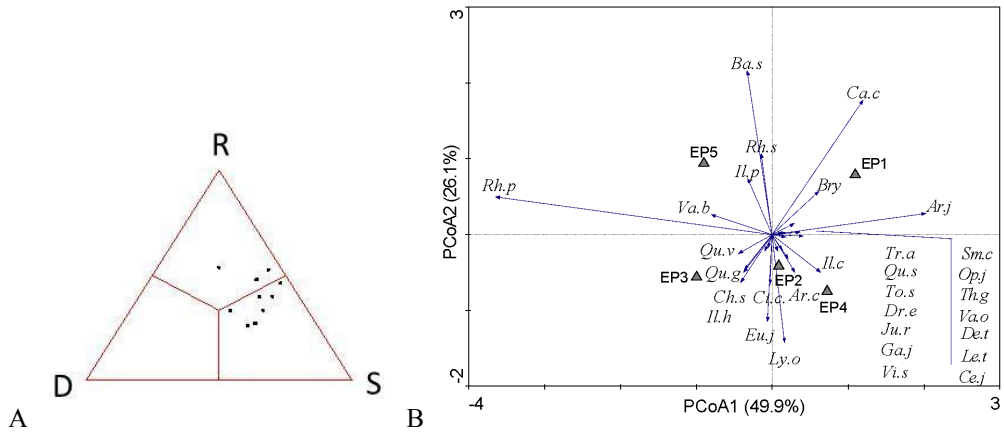 R
D
S
A
B
3
-2
-4
3
PCoA2 (26.1%)
PCoA1 (49.9%)
Ba.s
Ca.c
Rh.s
EP5
Il.p
EP1
Rh.p
Bry
Va.b
Ar.j
Qu.v
Qu.g
EP3
EP2
Il.c
Ch.s
Ci.c.
Ar.c
EP4
Il.h
Eu.j
Ly.o
Tr.a
Qu.s
To.s
Dr.e
Ju.r
Ga.j
Vi.s
Sm.c
Op.j
Th.g
Va.o
De.t
Le.t
Ce.j